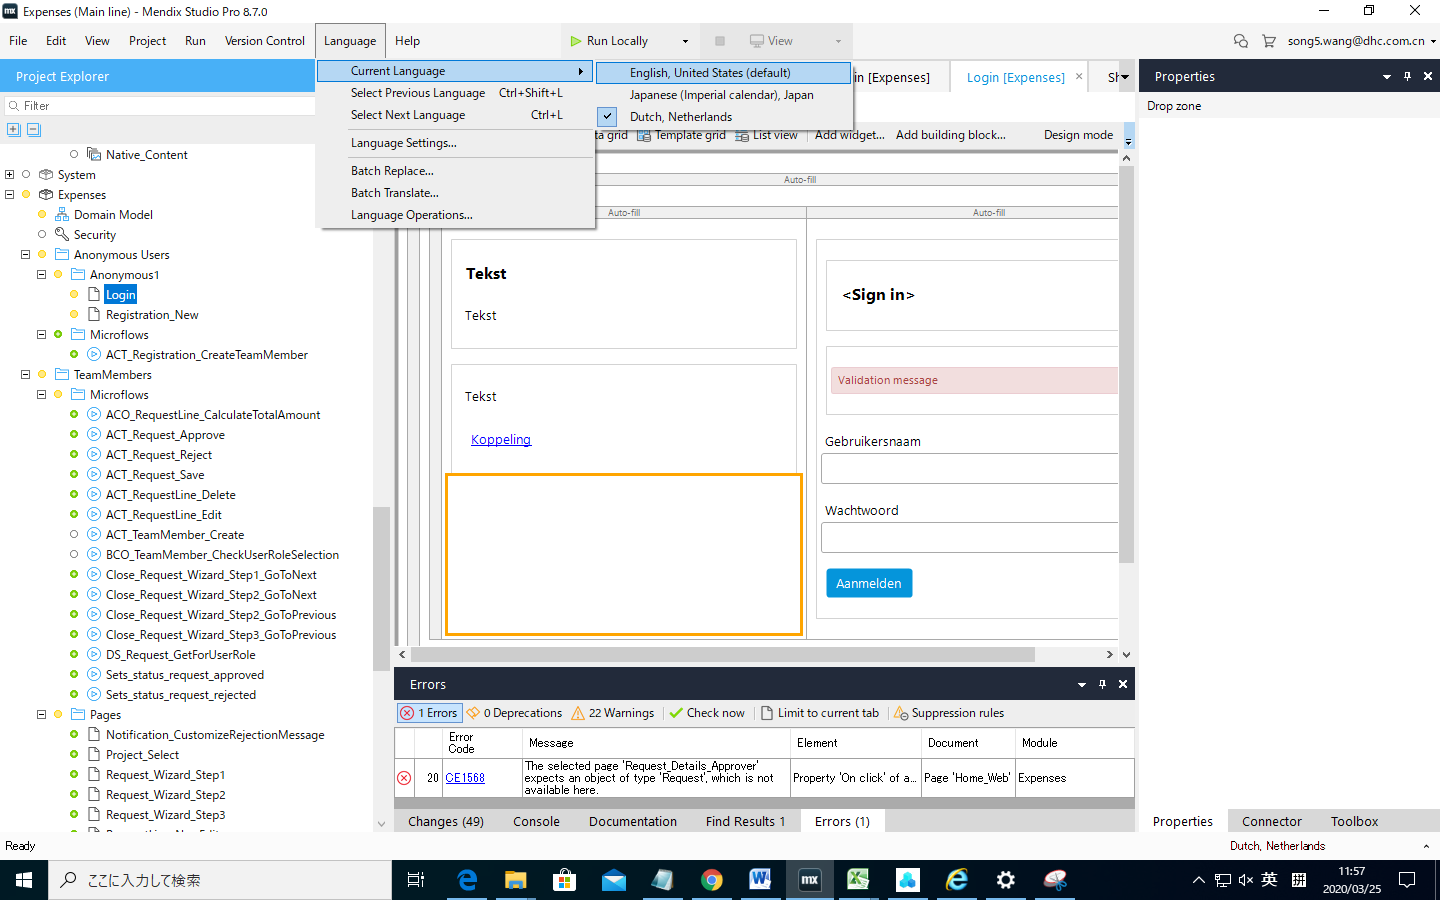 mx Expenses (Main line) - Mendix Studio Pro 8.7.0
File Edit View Project Run Version Control Language Help Run Locally View song5.wang@dhc.com.cn
Project Explorer
Filter
Native_Content
System
Expenses
Domain Model
Security
Anonymous Users
Anonymous1
Login
Registration_New
Microflows
ACT_Registration_CreateTeamMember
TeamMembers
Microflows
ACO_RequestLine_CalculateTotalAmount
ACT_Request_Approve
ACT_Request_Reject
ACT_Request_Save
ACT_RequestLine_Delete
ACT_RequestLine_Edit
ACT_TeamMember_Create
BCO_TeamMember_CheckUserRoleSelection
Close_Request_Wizard_Step1_GoToNext
Close_Request_Wizard_Step2_GoToNext
Close_Request_Wizard_Step2_GoToPrevious
Close_Request_Wizard_Step3_GoToPrevious
DS_Request_GetForUserRole
Sets_status_request_approved
Sets_status_request_rejected
Pages
Notification_CustomizeRejectionMessage
Project_Select
Request_Wizard_Step1
Request_Wizard_Step2
Request_Wizard_Step3
Current Language
Select Previous Language Ctrl+Shift+L
Select Next Language Ctrl+L
Language Settings...
Batch Replace...
Batch Translate...
Language Operations...
English, United States (default)
Japanese (Imperial calendar), Japan
Dutch, Netherlands
in [Expenses] Login [Expenses] Sh
ta grid Template grid List view Add widget... Add building block... Design mode
Auto-fill
Auto-fill Auto-fill
Tekst
Tekst
Tekst
Koppeling
<Sign in>
Validation message
Gebruikersnaam
Wachtwoord
Aanmelden
Properties
Drop zone
Errors
1 Errors 0 Deprecations 22 Warnings Check now Limit to current tab Suppression rules
Error Code Message Element Document Module
20 CE1568 The selected page 'Request_Details_Approver' expects an object of type 'Request', which is not available here. Property 'On click' of a... Page 'Home_Web' Expenses
Changes (49) Console Documentation Find Results 1 Errors (1)
Properties Connector Toolbox
Ready Dutch, Netherlands
ここに入力して検索
mx
英
11:57
2020/03/25